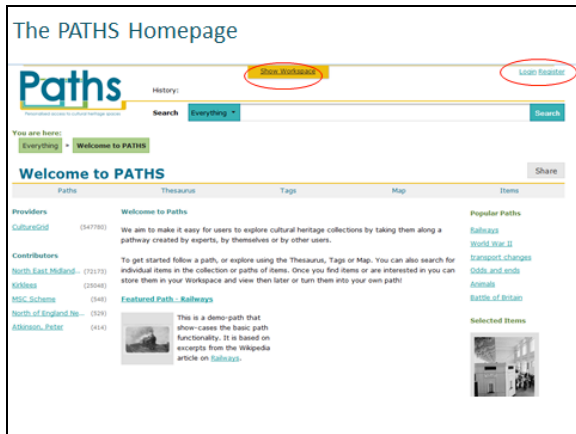 The PATHS Homepage
Show Workspace
Login Register
Paths
Personalised access to cultural heritage spaces
History:
Search Everything Search
You are here:
Everything » Welcome to PATHS
Welcome to PATHS
Share
Paths Thesaurus Tags Map Items
Providers
CultureGrid (547780)
Contributors
North East Midland... (72173)
Kirklees (25048)
MSC Scheme (548)
North of England Ne... (529)
Atkinson, Peter (414)
Welcome to Paths
We aim to make it easy for users to explore cultural heritage collections by taking them along a
pathway created by experts, by themselves or by other users.
To get started follow a path, or explore using the Thesaurus, Tags or Map. You can also search for
individual items in the collection or paths of items. Once you find items or are interested in you can
store them in your Workspace and view then later or turn them into your own path!
Featured Path - Railways
This is a demo-path that
show-cases the basic path
functionality. It is based on
excerpts from the Wikipedia
article on Railways.
Popular Paths
Railways
World War II
transport changes
Odds and ends
Animals
Battle of Britain
Selected Items